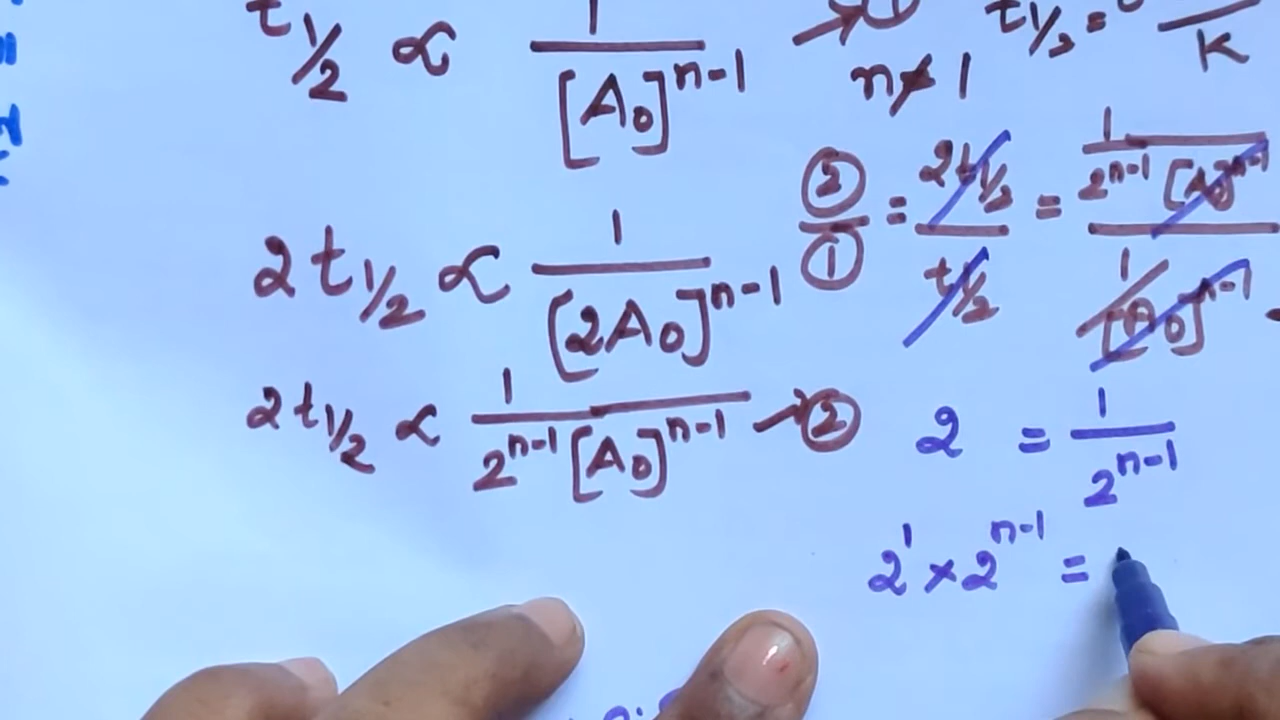 t1/2 ∝ 1/[A0]^n-1 → ①
n≠1
t1/2 = /K
2t1/2 ∝ 1/[2A0]^n-1
2t1/2 ∝ 1/2^n-1[A0]^n-1 → ②
②/① = 2t1/2/t1/2 = 1/2^n-1[A0]^n-1 / 1/[A0]^n-1
2 = 1/2^n-1
2^1 × 2^n-1 =